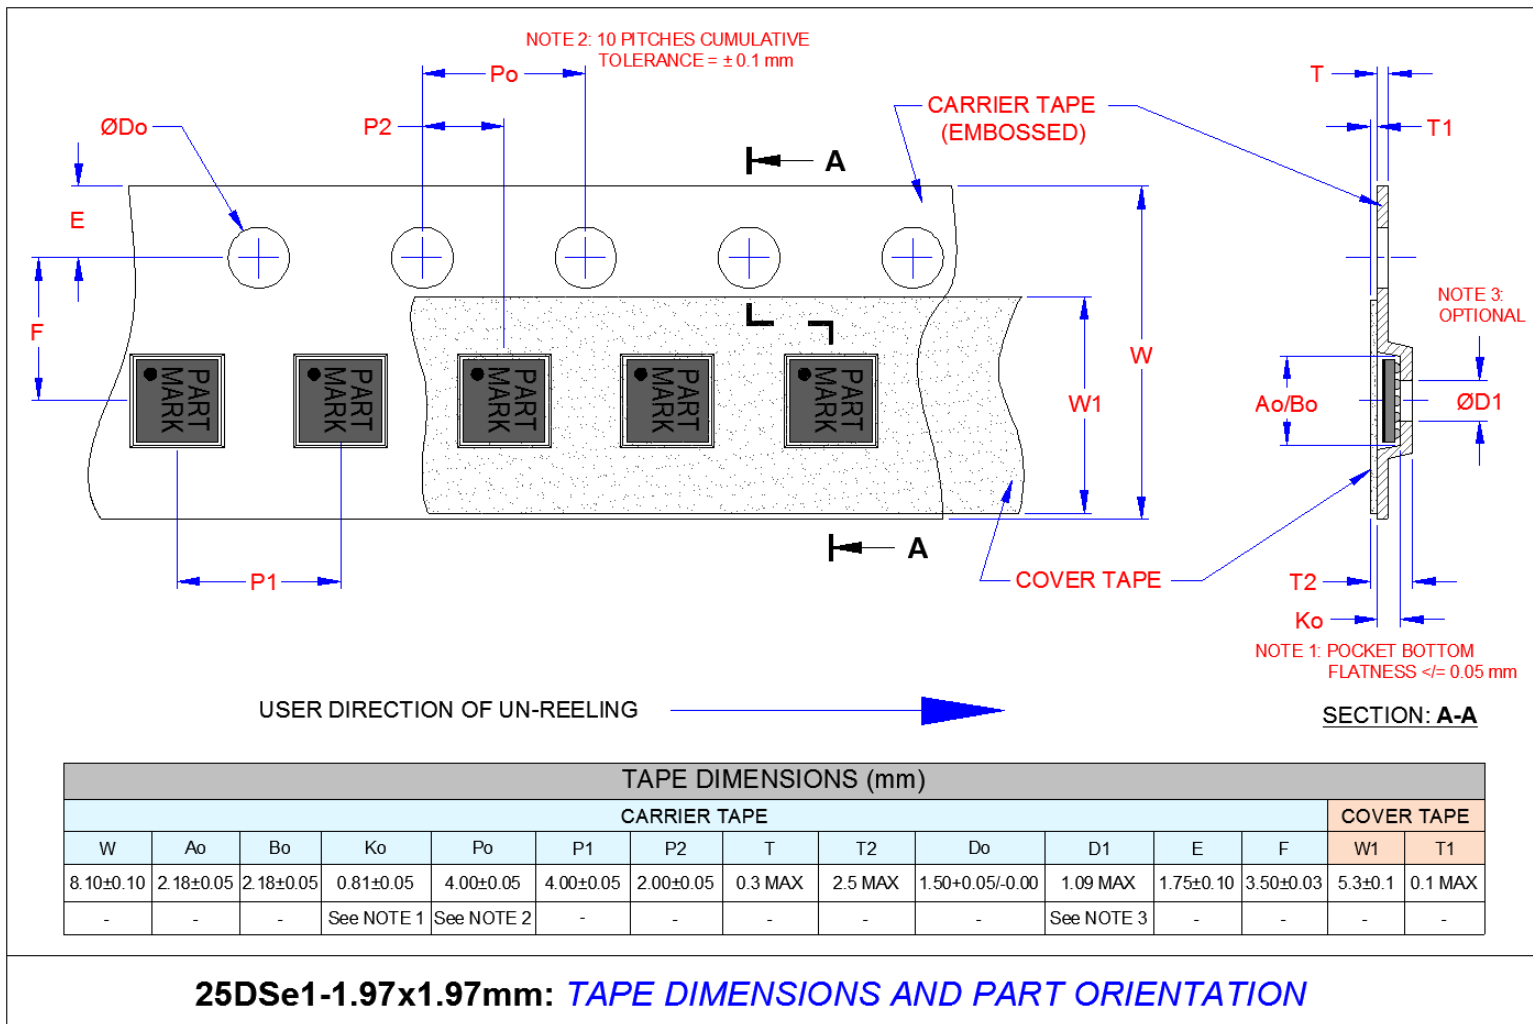 NOTE 2: 10 PITCHES CUMULATIVE
TOLERANCE = ± 0.1 mm
Po
P2
ØDo
CARRIER TAPE
(EMBOSSED)
T
T1
A
E
F
NOTE 3:
OPTIONAL
W
W1
Ao/Bo
ØD1
PART
MARK
PART
MARK
PART
MARK
PART
MARK
PART
MARK
A
P1
COVER TAPE
T2
Ko
NOTE 1: POCKET BOTTOM
FLATNESS </= 0.05 mm
USER DIRECTION OF UN-REELING
SECTION: A-A
TAPE DIMENSIONS (mm)
CARRIER TAPE COVER TAPE
W Ao Bo Ko Po P1 P2 T T2 Do D1 E F W1 T1
8.10±0.10 2.18±0.05 2.18±0.05 0.81±0.05 4.00±0.05 4.00±0.05 2.00±0.05 0.3 MAX 2.5 MAX 1.50+0.05/-0.00 1.09 MAX 1.75±0.10 3.50±0.03 5.3±0.1 0.1 MAX
- - - See NOTE 1 See NOTE 2 - - - - - See NOTE 3 - - - -
25DSe1-1.97x1.97mm: TAPE DIMENSIONS AND PART ORIENTATION